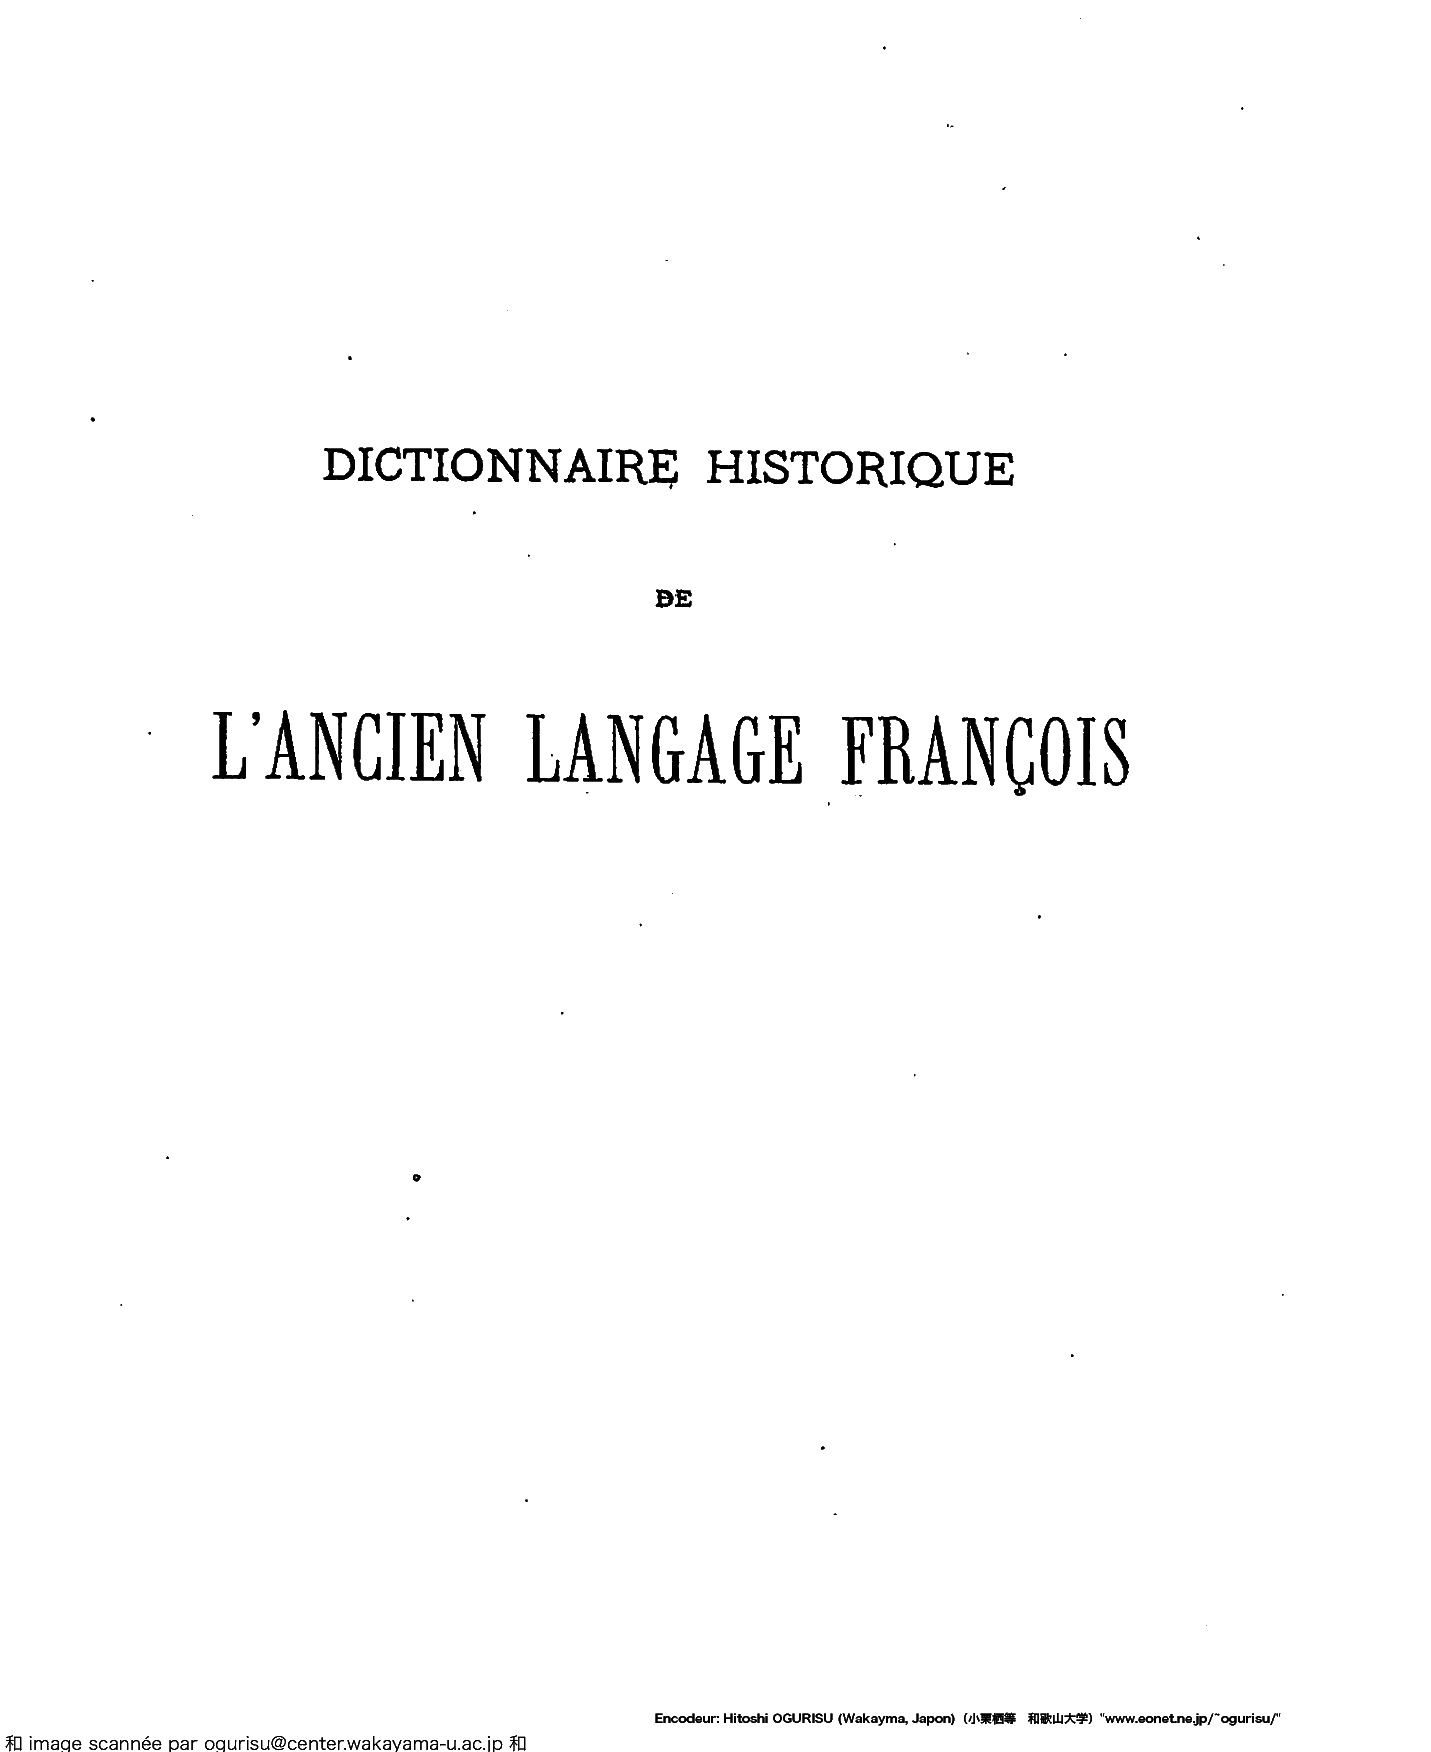 DICTIONNAIRE HISTORIQUE
DE
L'ANCIEN LANGAGE FRANÇOIS
Encodeur: Hitoshi OGURISU (Wakayma, Japon)（小栗栖等　和歌山大学）"www.eonet.ne.jp/~ogurisu/"
和 image scannée par ogurisu@center.wakayama-u.ac.jp 和